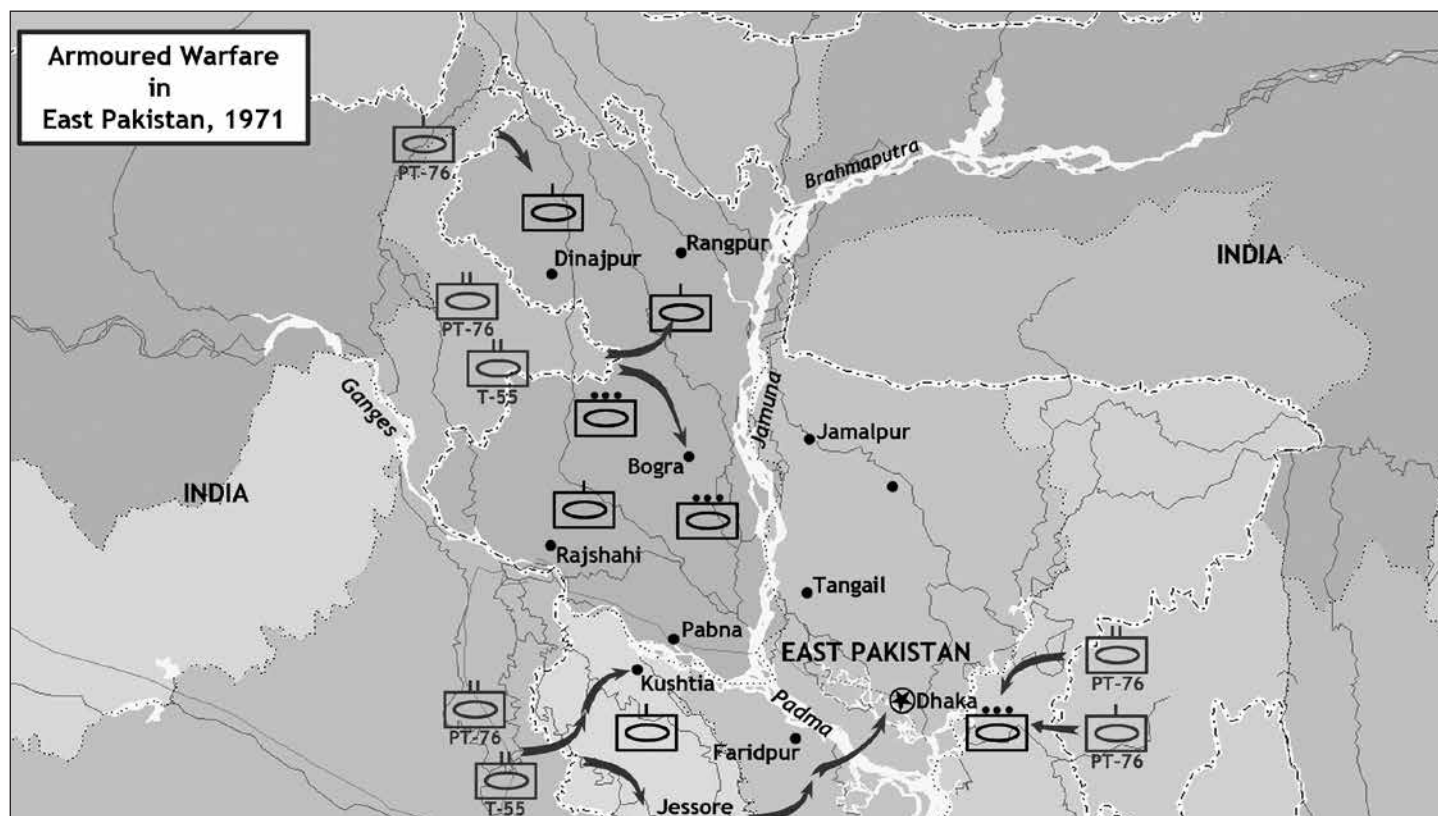 Armoured Warfare
in
East Pakistan, 1971
PT-76
Brahmaputra
Rangpur
INDIA
Dinajpur
PT-76
T-55
Ganges
Jamuna
Jamalpur
Bogra
INDIA
Rajshahi
Tangail
Pabna
EAST PAKISTAN
Kushtia
PT-76
Dhaka
Padma
PT-76
Faridpur
PT-76
T-55
Jessore